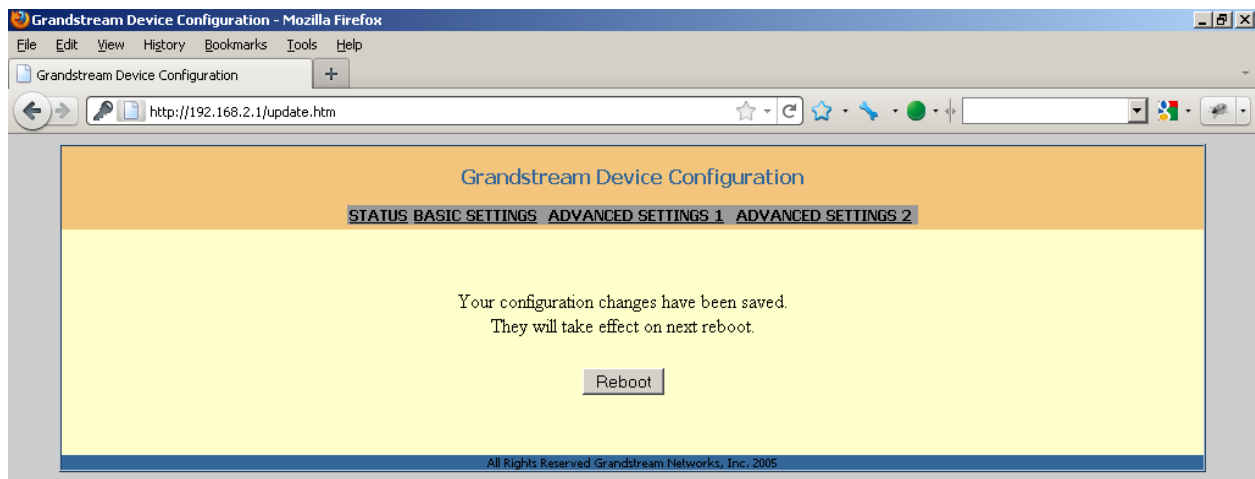 Grandstream Device Configuration - Mozilla Firefox
File Edit View History Bookmarks Tools Help
Grandstream Device Configuration
http://192.168.2.1/update.htm
Grandstream Device Configuration
STATUS BASIC SETTINGS ADVANCED SETTINGS 1 ADVANCED SETTINGS 2
Your configuration changes have been saved.
They will take effect on next reboot.
Reboot
All Rights Reserved Grandstream Networks, Inc. 2005